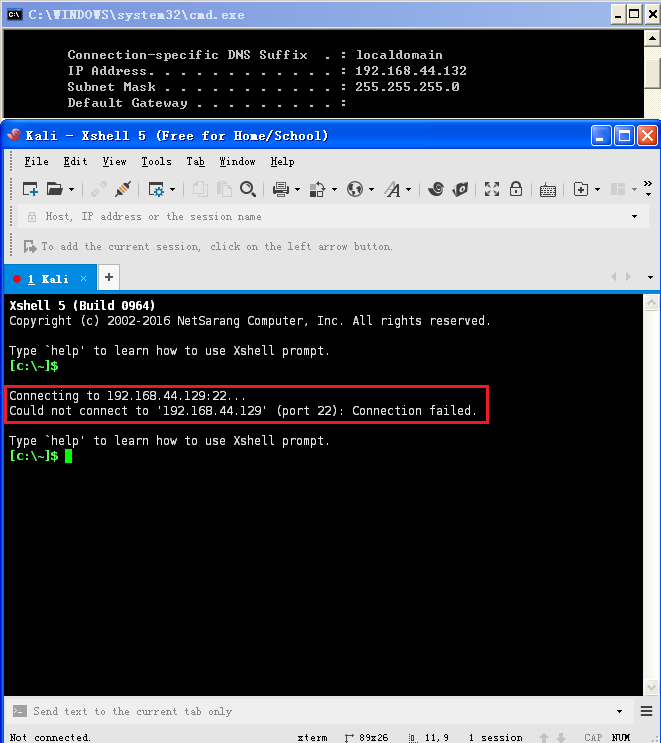 C:\WINDOWS\system32\cmd.exe
Connection-specific DNS Suffix  . : localdomain
IP Address. . . . . . . . . . . . : 192.168.44.132
Subnet Mask . . . . . . . . . . . : 255.255.255.0
Default Gateway . . . . . . . . . :
Kali - Xshell 5 (Free for Home/School)
File Edit View Tools Tab Window Help
Host, IP address or the session name
To add the current session, click on the left arrow button.
1 Kali × +
Xshell 5 (Build 0964)
Copyright (c) 2002-2016 NetSarang Computer, Inc. All rights reserved.
Type `help' to learn how to use Xshell prompt.
[c:\~]$
Connecting to 192.168.44.129:22...
Could not connect to '192.168.44.129' (port 22): Connection failed.
Type `help' to learn how to use Xshell prompt.
[c:\~]$
Send text to the current tab only
Not connected. xterm 89x26 11,9 1 session CAP NUM